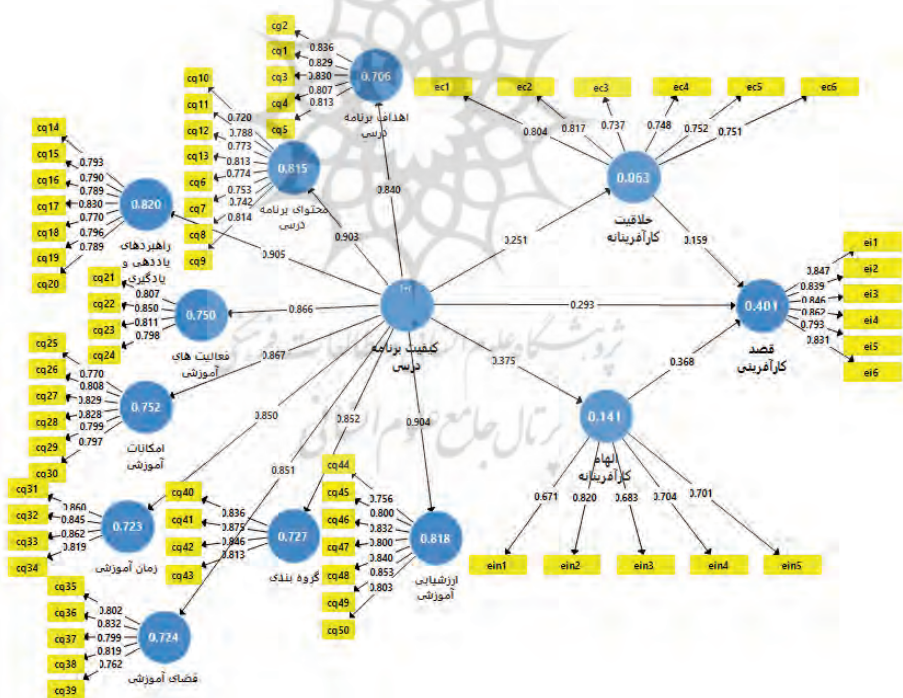 cg2
cq1
cq3
cq4
cq5
0.836
0.829
0.830
0.807
0.813
0.706
اهداف برنامه
درسی
cq10
cq11
cq12
cq13
cq6
cq7
cq8
cq9
0.720
0.788
0.773
0.813
0.774
0.753
0.742
0.814
0.815
محتوای برنامه
درسی
cq14
cq15
cq16
cq17
cq18
cq19
cq20
0.793
0.790
0.789
0.830
0.770
0.796
0.789
0.820
راهبردهای
یاددهی و
یادگیری
cq21
cq22
cq23
cq24
0.807
0.850
0.811
0.798
0.750
فعالیت های
آموزشی
cq25
cq26
cq27
cq28
cq29
cq30
0.770
0.808
0.829
0.828
0.799
0.797
0.752
امکانات
آموزشی
cq31
cq32
cq33
cq34
0.860
0.845
0.862
0.819
0.723
زمان آموزشی
cq35
cq36
cq37
cq38
cq39
0.802
0.832
0.799
0.819
0.762
0.724
فضای آموزشی
cq40
cq41
cq42
cq43
0.836
0.875
0.846
0.813
0.727
گروه بندی
cq44
cq45
cq46
cq47
cq48
cq49
cq50
0.756
0.800
0.832
0.800
0.840
0.853
0.803
0.818
ارزشیابی
آموزشی
0.840
0.903
0.905
0.866
0.867
0.850
0.851
0.852
0.904
کیفیت برنامه
درسی
0.251
0.293
0.375
ec1
ec2
ec3
ec4
ec5
ec6
0.804
0.817
0.737
0.748
0.752
0.751
0.063
خلاقیت
کارآفرینانه
0.159
0.368
0.401
قصد
کارآفرینی
0.847
0.839
0.846
0.862
0.793
0.831
ei1
ei2
ei3
ei4
ei5
ei6
0.141
الهام
کارآفرینانه
0.671
0.820
0.683
0.704
0.701
ein1
ein2
ein3
ein4
ein5
پرتال جامع علوم انسانی